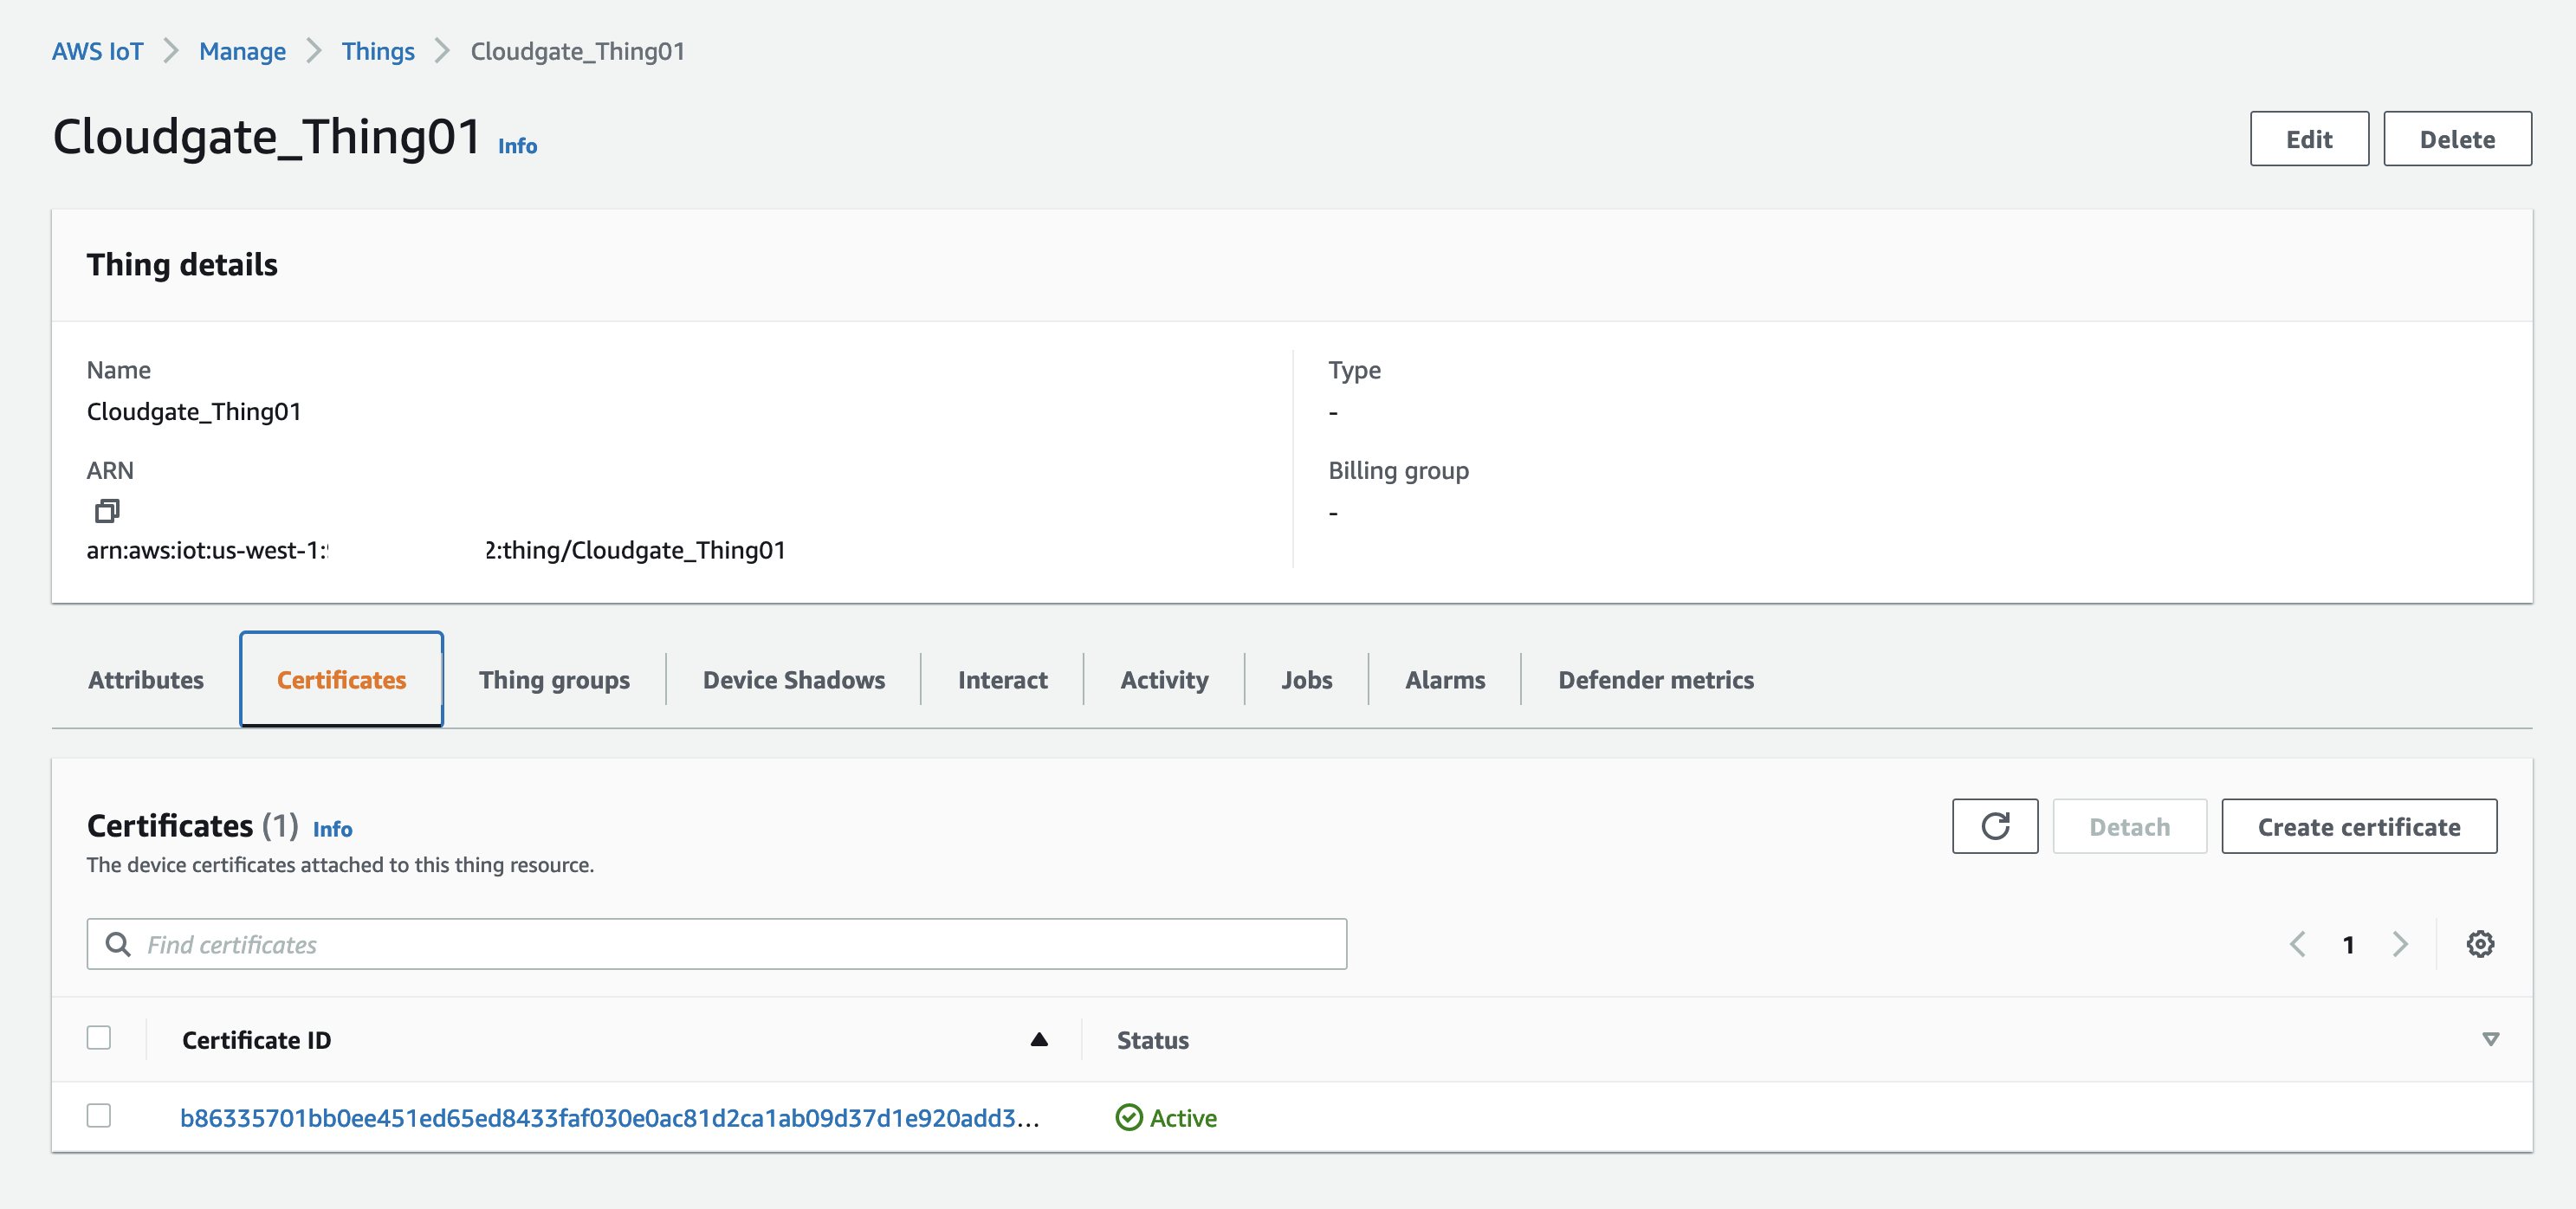 AWS IoT Manage Things Cloudgate_Thing01
Cloudgate_Thing01 Info
Edit Delete
Thing details
Name
Cloudgate_Thing01
ARN
arn:aws:iot:us-west-1: 2:thing/Cloudgate_Thing01
Type
-
Billing group
-
Attributes Certificates Thing groups Device Shadows Interact Activity Jobs Alarms Defender metrics
Certificates (1) Info
The device certificates attached to this thing resource.
Detach Create certificate
Find certificates
1
Certificate ID Status
b86335701bb0ee451ed65ed8433faf030e0ac81d2ca1ab09d37d1e920add3... Active